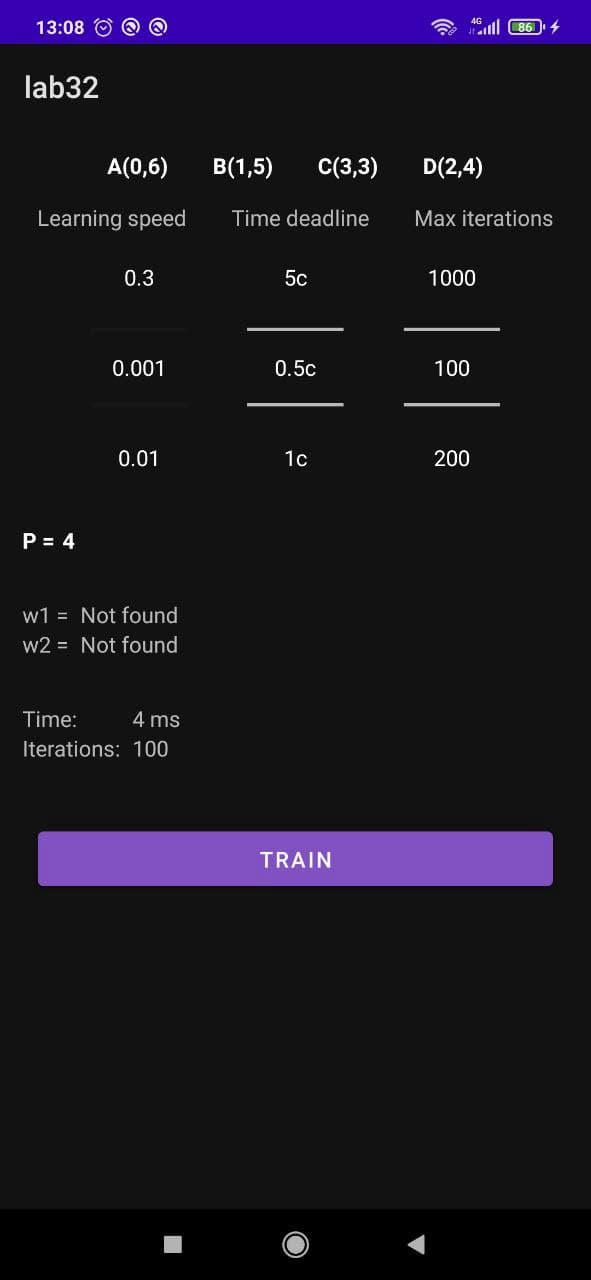 13:08 4G 86
lab32
A(0,6) B(1,5) C(3,3) D(2,4)
Learning speed Time deadline Max iterations
0.3 5c 1000
0.001 0.5c 100
0.01 1c 200
P = 4
w1 = Not found
w2 = Not found
Time: 4 ms
Iterations: 100
TRAIN